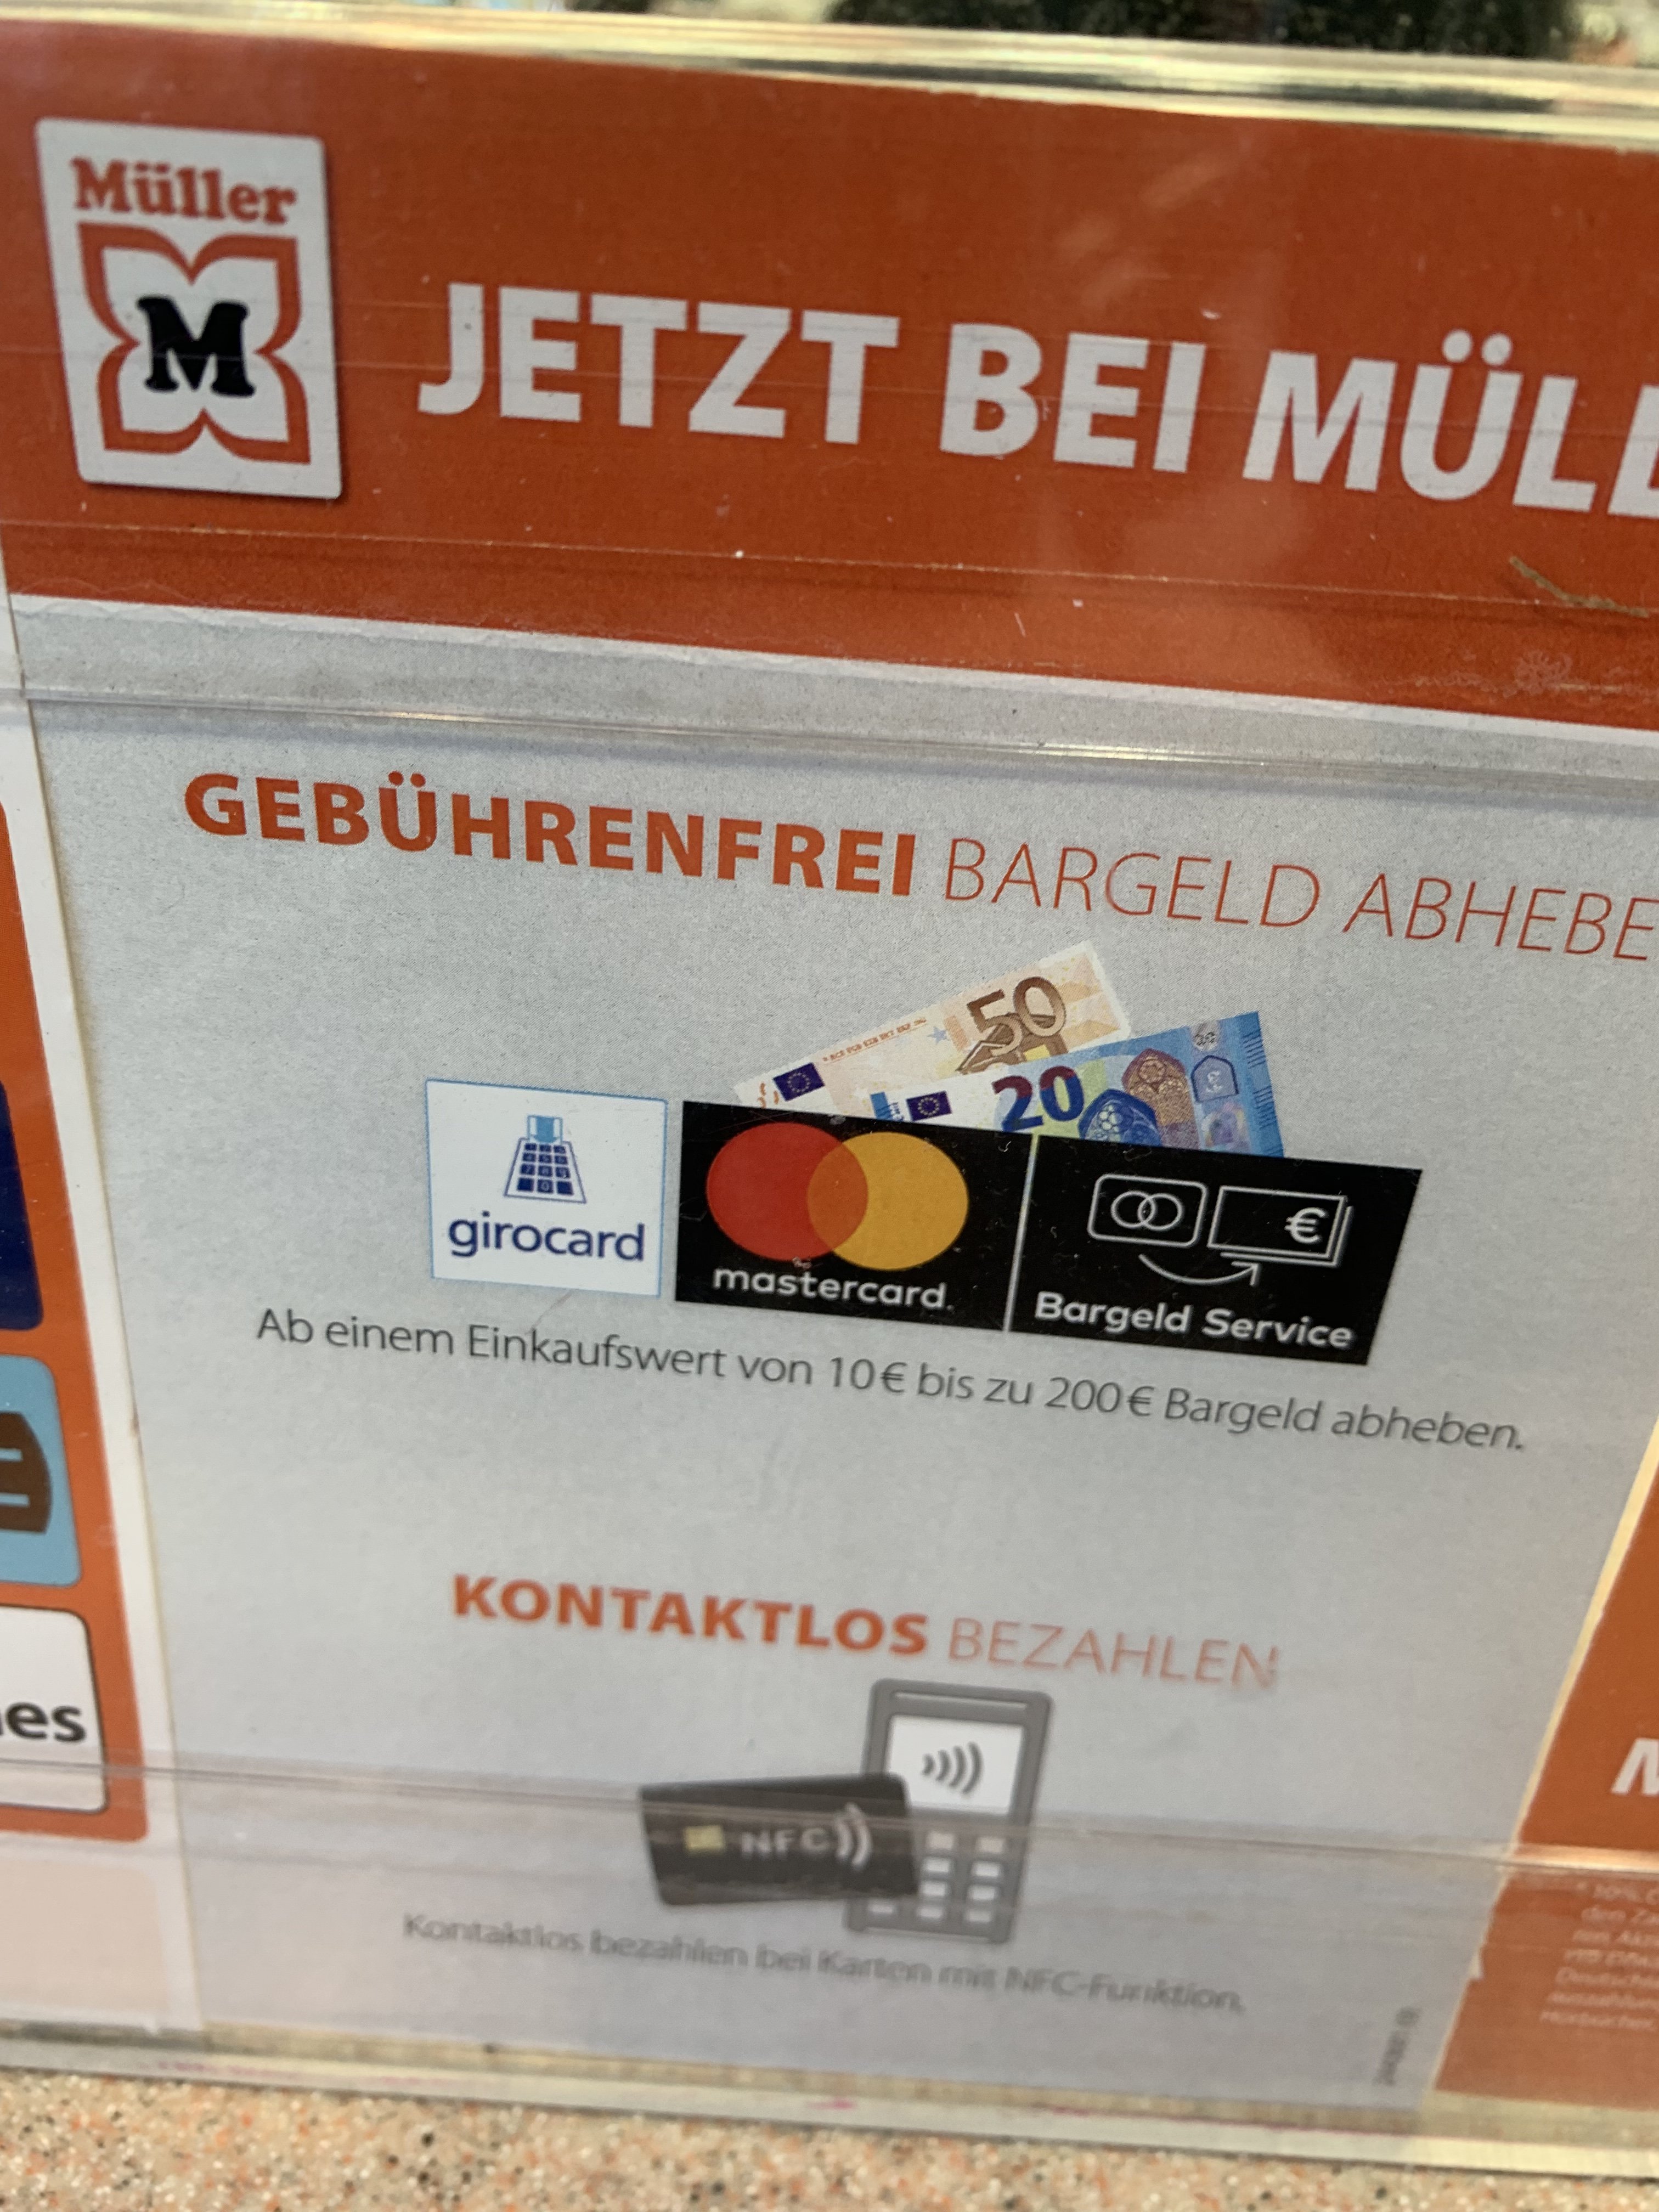 Müller
M
JETZT BEI MÜLL
GEBÜHRENFREI BARGELD ABHEBE
50
20
girocard
mastercard.
€
Bargeld Service
Ab einem Einkaufswert von 10€ bis zu 200€ Bargeld abheben.
KONTAKTLOS BEZAHLEN
es
NFC
Kontaktlos bezahlen bei Karten mit NFC-Funktion.